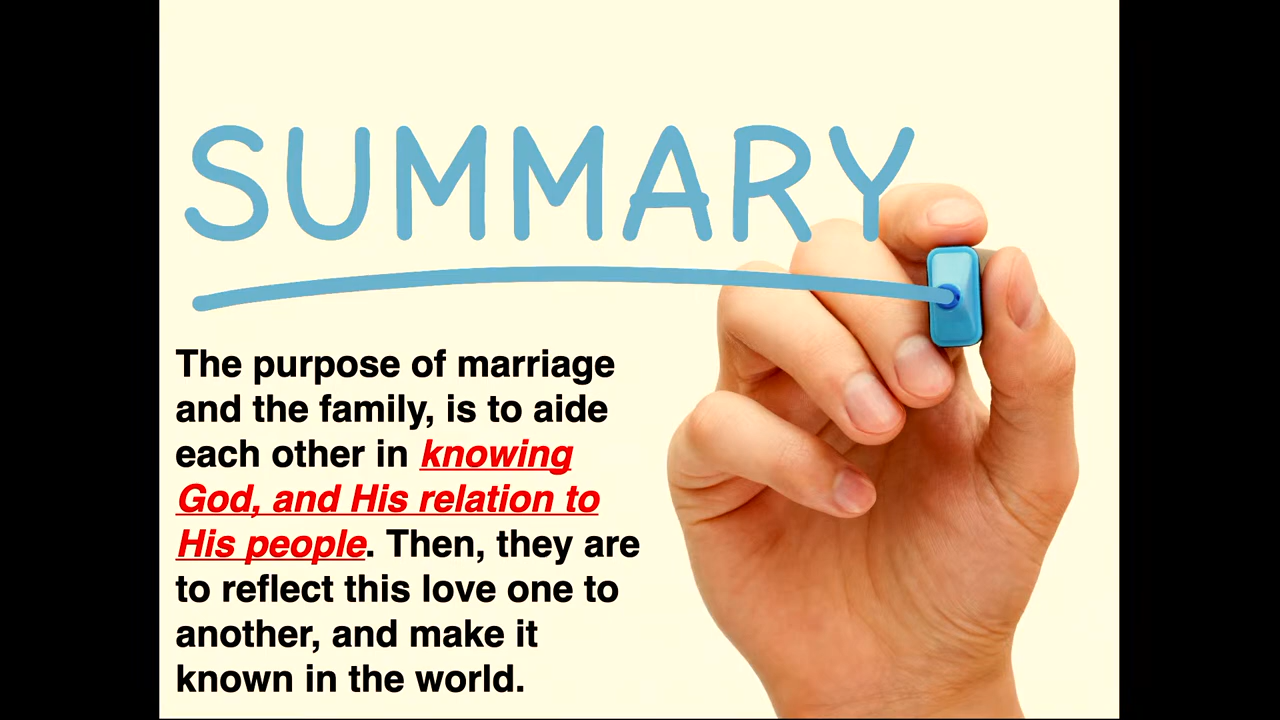 SUMMARY
The purpose of marriage
and the family, is to aide
each other in knowing
God, and His relation to
His people. Then, they are
to reflect this love one to
another, and make it
known in the world.